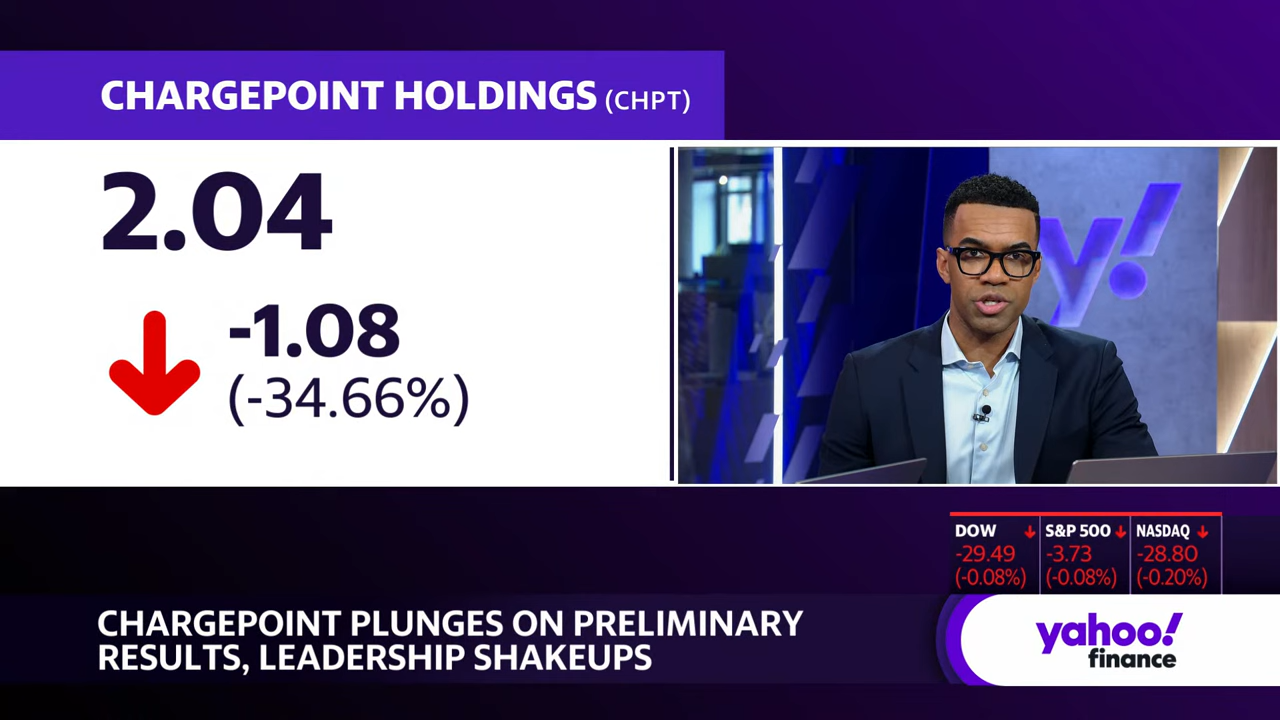 CHARGEPOINT HOLDINGS (CHPT)
2.04
-1.08
(-34.66%)
y!
DOW
-29.49
(-0.08%)
S&P 500
-3.73
(-0.08%)
NASDAQ
-28.80
(-0.20%)
CHARGEPOINT PLUNGES ON PRELIMINARY
RESULTS, LEADERSHIP SHAKEUPS
yahoo!
finance